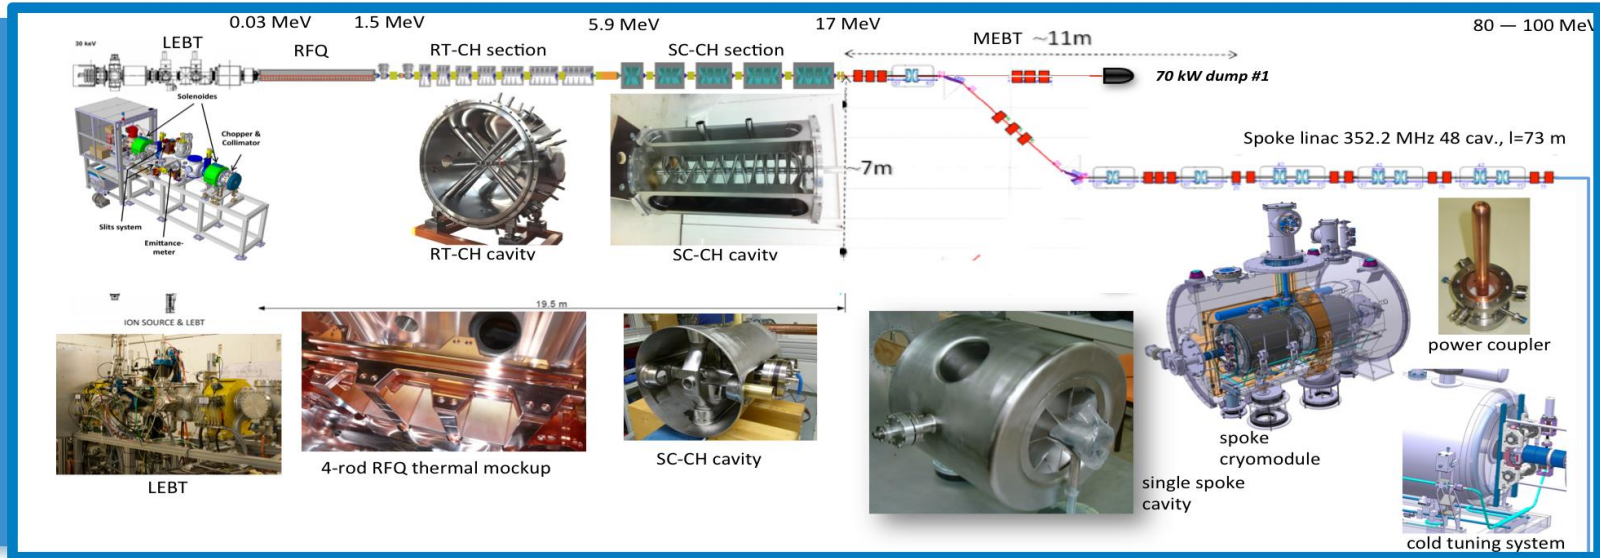 0.03 MeV
1.5 MeV
5.9 MeV
17 MeV
80 — 100 MeV
30 keV
LEBT
RFQ
RT-CH section
SC-CH section
MEBT ~11m
70 kW dump #1
Solenoides
Chopper &
Collimator
Slits system
Emittance-
meter
RT-CH cavity
SC-CH cavity
~7m
Spoke linac 352.2 MHz 48 cav., l=73 m
19.5 m
ION SOURCE & LEBT
LEBT
4-rod RFQ thermal mockup
SC-CH cavity
single spoke
cavity
spoke
cryomodule
power coupler
cold tuning system